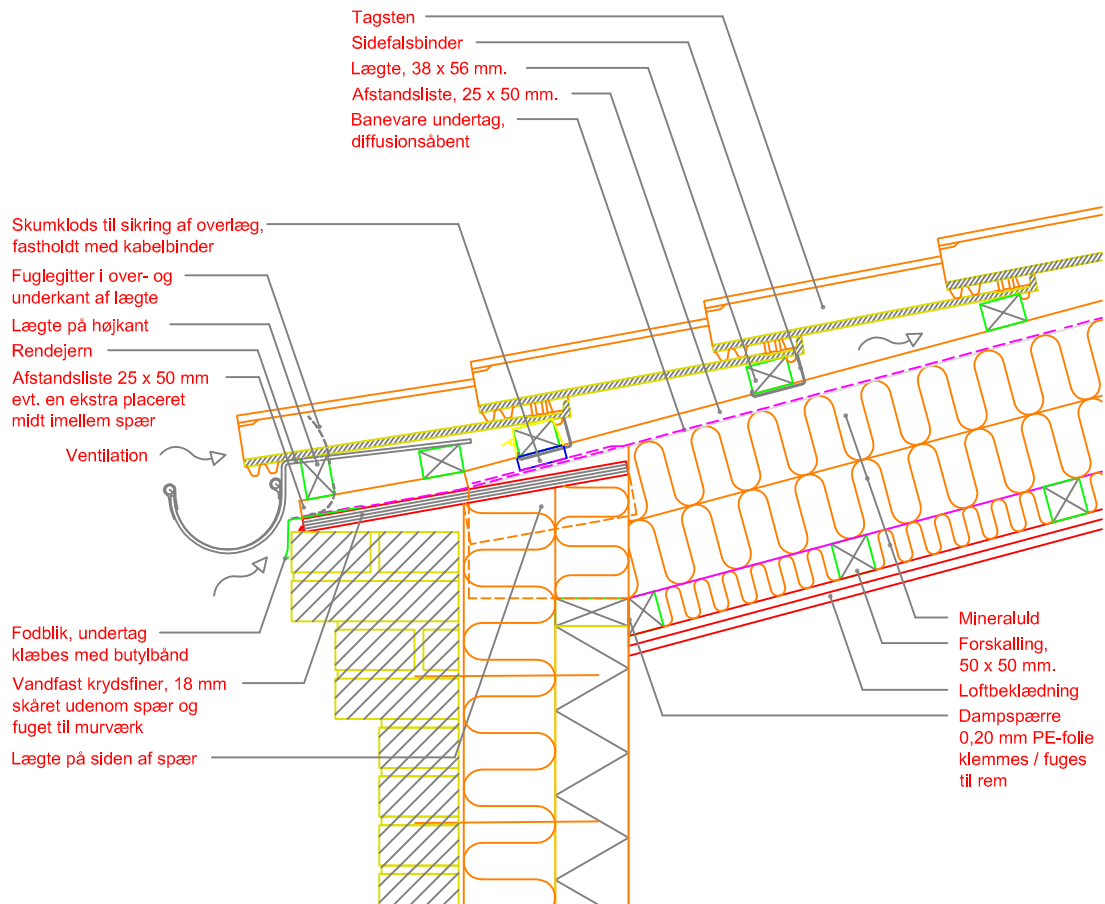 Tagsten
Sidefalsbinder
Lægte, 38 x 56 mm.
Afstandsliste, 25 x 50 mm.
Banevare undertag,
diffusionsåbent
Skumklods til sikring af overlæg,
fastholdt med kabelbinder
Fuglegitter i over- og
underkant af lægte
Lægte på højkant
Rendejern
Afstandsliste 25 x 50 mm
evt. en ekstra placeret
midt imellem spær
Ventilation
Fodblik, undertag
klæbes med butylbånd
Vandfast krydsfiner, 18 mm
skåret udenom spær og
fuget til murværk
Lægte på siden af spær
Mineraluld
Forskalling,
50 x 50 mm.
Loftbeklædning
Dampspærre
0,20 mm PE-folie
klemmes / fuges
til rem